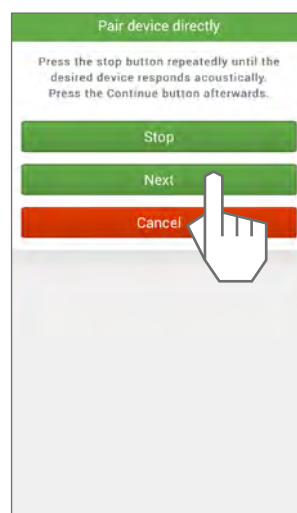 Pair device directly
Press the stop button repeatedly until the
desired device responds acoustically.
Press the Continue button afterwards.
Stop
Next
Cancel